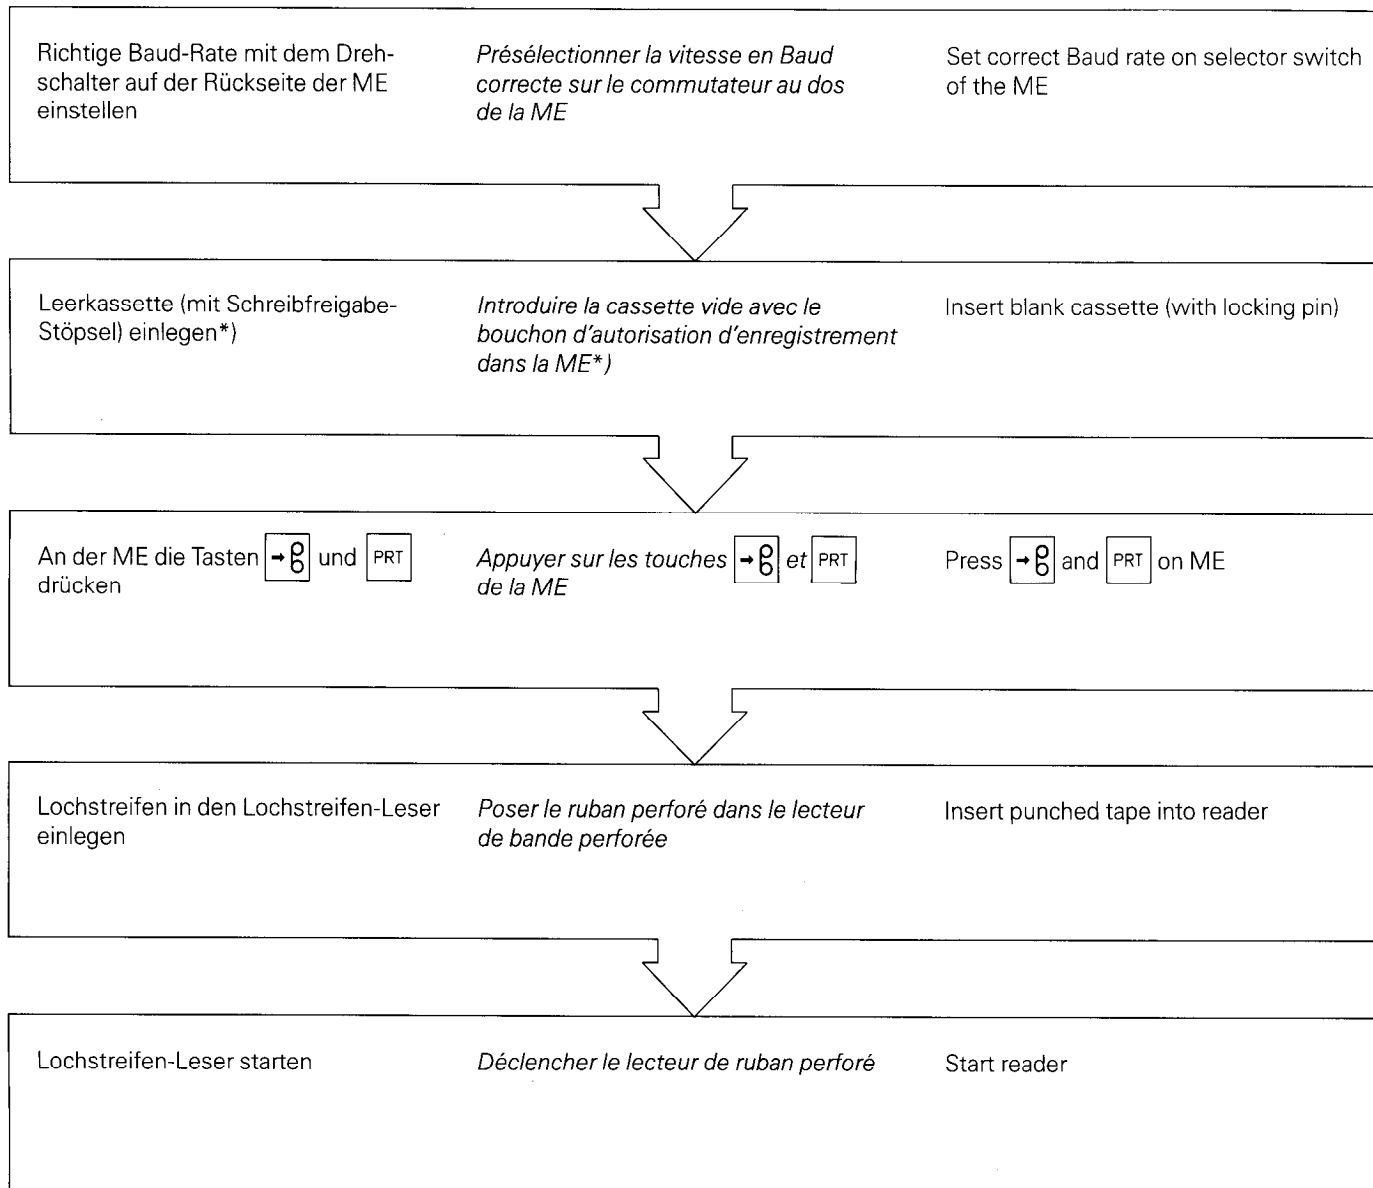 Richtige Baud-Rate mit dem Dreh-
schalter auf der Rückseite der ME
einstellen
Présélectionner la vitesse en Baud
correcte sur le commutateur au dos
de la ME
Set correct Baud rate on selector switch
of the ME
Leerkassette (mit Schreibfreigabe-
Stöpsel) einlegen*)
Introduire la cassette vide avec le
bouchon d'autorisation d'enregistrement
dans la ME*)
Insert blank cassette (with locking pin)
An der ME die Tasten → und PRT
drücken
Appuyer sur les touches → et PRT
de la ME
Press → and PRT on ME
Lochstreifen in den Lochstreifen-Leser
einlegen
Poser le ruban perforé dans le lecteur
de bande perforée
Insert punched tape into reader
Lochstreifen-Leser starten
Déclencher le lecteur de ruban perforé
Start reader